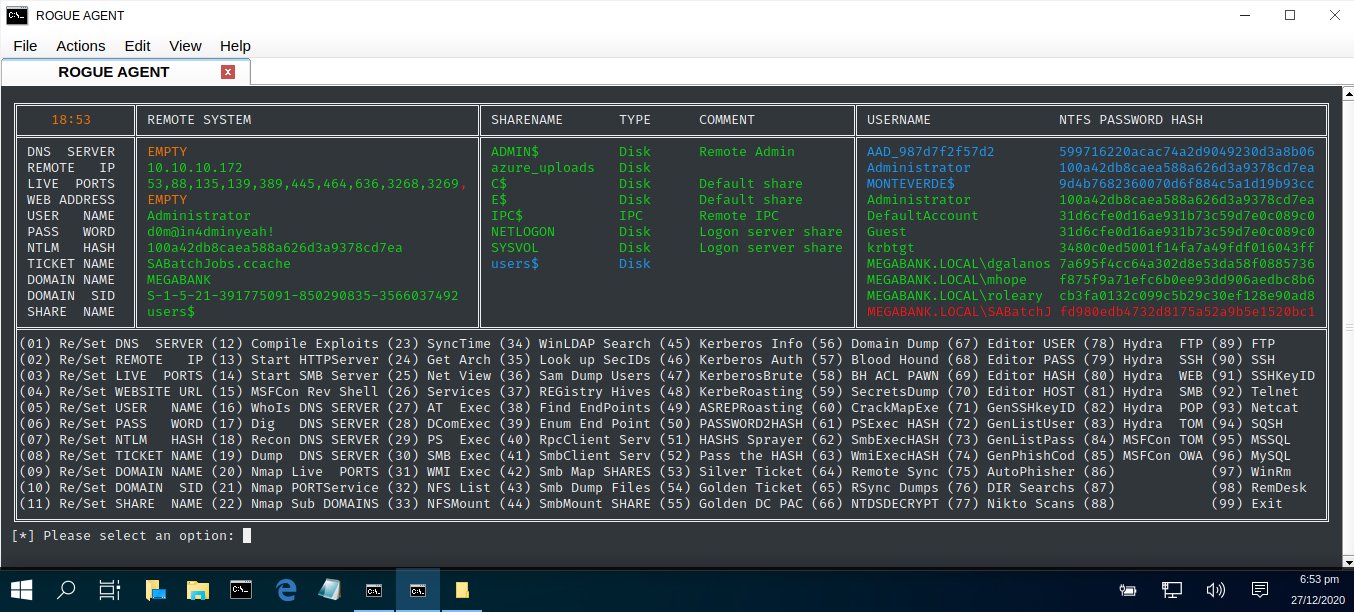 ROGUE AGENT
File Actions Edit View Help
ROGUE AGENT x
18:53 REMOTE SYSTEM SHARENAME TYPE COMMENT USERNAME NTFS PASSWORD HASH
DNS SERVER EMPTY ADMIN$ Disk Remote Admin AAD_987d7f2f57d2 599716220acac74a2d9049230d3a8b06
REMOTE IP 10.10.10.172 azure_uploads Disk Administrator 100a42db8caea588a626d3a9378cd7ea
LIVE PORTS 53,88,135,139,389,445,464,636,3268,3269, C$ Disk Default share MONTEVERDE$ 9d4b7682360070d6f884c5a1d19b93cc
WEB ADDRESS EMPTY E$ Disk Default share Administrator 100a42db8caea588a626d3a9378cd7ea
USER NAME Administrator IPC$ IPC Remote IPC DefaultAccount 31d6cfe0d16ae931b73c59d7e0c089c0
PASS WORD d0m@in4dminyeah! NETLOGON Disk Logon server share Guest 31d6cfe0d16ae931b73c59d7e0c089c0
NTLM HASH 100a42db8caea588a626d3a9378cd7ea SYSVOL Disk Logon server share krbtgt 3480c0ed5001f14fa7a49fdf016043ff
TICKET NAME SABatchJobs.ccache users$ Disk MEGABANK.LOCAL\dgalanos 7a695f4cc64a302d8e53da58f0885736
DOMAIN NAME MEGABANK MEGABANK.LOCAL\mhope f875f9a71efc6b0ee93dd906aedbc8b6
DOMAIN SID S-1-5-21-391775091-850290835-3566037492 MEGABANK.LOCAL\roleary cb3fa0132c099c5b29c30ef128e90ad8
SHARE NAME users$ MEGABANK.LOCAL\SABatchJ fd980edb4732d8175a52a9b5e1520bc1
(01) Re/Set DNS SERVER (12) Compile Exploits (23) SyncTime (34) WinLDAP Search (45) Kerberos Info (56) Domain Dump (67) Editor USER (78) Hydra FTP (89) FTP
(02) Re/Set REMOTE IP (13) Start HTTPServer (24) Get Arch (35) Look up SecIDs (46) Kerberos Auth (57) Blood Hound (68) Editor PASS (79) Hydra SSH (90) SSH
(03) Re/Set LIVE PORTS (14) Start SMB Server (25) Net View (36) Sam Dump Users (47) KerberosBrute (58) BH ACL PAWN (69) Editor HASH (80) Hydra WEB (91) SSHKeyID
(04) Re/Set WEBSITE URL (15) MSFCon Rev Shell (26) Services (37) REGistry Hives (48) KerbeRoasting (59) SecretsDump (70) Editor HOST (81) Hydra SMB (92) Telnet
(05) Re/Set USER NAME (16) WhoIs DNS SERVER (27) AT Exec (38) Find EndPoints (49) ASREPRoasting (60) CrackMapExe (71) GenSSHkeyID (82) Hydra POP (93) Netcat
(06) Re/Set PASS WORD (17) Dig DNS SERVER (28) DComExec (39) Enum End Point (50) PASSWORD2HASH (61) PSExec HASH (72) GenListUser (83) Hydra TOM (94) SQSH
(07) Re/Set NTLM HASH (18) Recon DNS SERVER (29) PS Exec (40) RpcClient Serv (51) HASHS Sprayer (62) SmbExecHASH (73) GenListPass (84) MSFCon TOM (95) MSSQL
(08) Re/Set TICKET NAME (19) Dump DNS SERVER (30) SMB Exec (41) SmbClient Serv (52) Pass the HASH (63) WmiExecHASH (74) GenPhishCod (85) MSFCon OWA (96) MySQL
(09) Re/Set DOMAIN NAME (20) Nmap Live PORTS (31) WMI Exec (42) Smb Map SHARES (53) Silver Ticket (64) Remote Sync (75) AutoPhisher (86) (97) WinRm
(10) Re/Set DOMAIN SID (21) Nmap PORTService (32) NFS List (43) Smb Dump Files (54) Golden Ticket (65) RSync Dumps (76) DIR Searchs (87) (98) RemDesk
(11) Re/Set SHARE NAME (22) Nmap Sub DOMAINS (33) NFSMount (44) SmbMount SHARE (55) Golden DC PAC (66) NTDSDECRYPT (77) Nikto Scans (88) (99) Exit
[*] Please select an option:
6:53 pm
27/12/2020